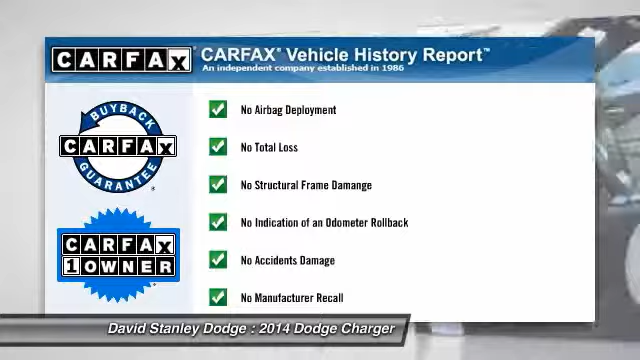 CARFAX
CARFAX® Vehicle History Report™
An independent company established in 1986
BUYBACK
CARFAX
GUARANTEE
CARFAX
1 OWNER
No Airbag Deployment
No Total Loss
No Structural Frame Damange
No Indication of an Odometer Rollback
No Accidents Damage
No Manufacturer Recall
David Stanley Dodge : 2014 Dodge Charger